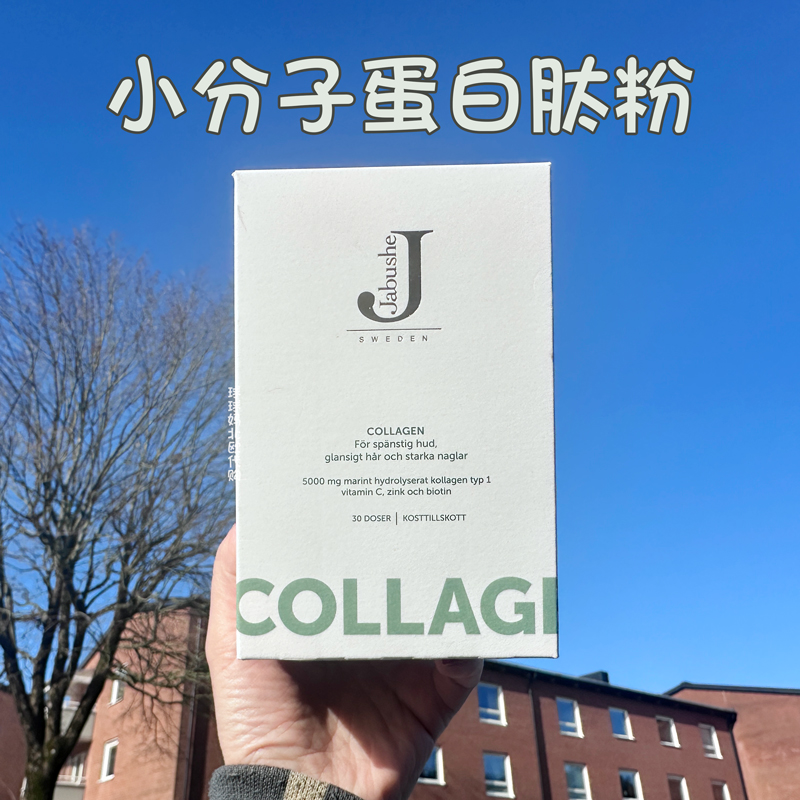 小分子蛋白肽粉
Jabushe
SWEDEN
COLLAGEN
För spänstig hud,
glansigt hår och starka naglar
5000 mg marint hydrolyserat kollagen typ 1
vitamin C, zink och biotin
30 DOSER | KOSTTILLSKOTT
COLLAG